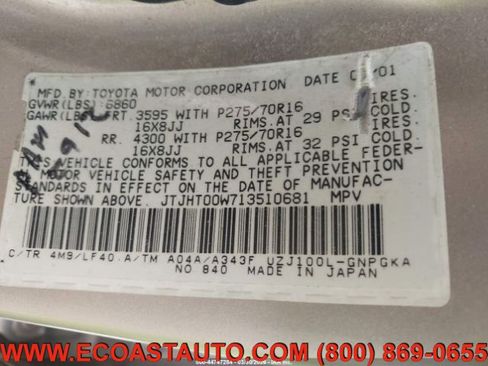 MFD. BY: TOYOTA MOTOR CORPORATION DATE 01
GVWR(LBS):6860
GAWR(LBS)FRT. 3595 WITH P275/70R16 TIRES.
16X8JJ RIMS.AT 29 PSI COLD.
RR. 4300 WITH P275/70R16 TIRES.
16X8JJ RIMS.AT 32 PSI COLD.
THIS VEHICLE CONFORMS TO ALL APPLICABLE FEDER-
MOTOR VEHICLE SAFETY AND THEFT PREVENTION
STANDARDS IN EFFECT ON THE DATE OF MANUFAC-
TURE SHOWN ABOVE. JTJHT00W713510681 MPV
C/TR 4M9/LF40 A/TM A04A/A343F UZJ100L-GNPGKA
NO 840 MADE IN JAPAN
WWW.ECOASTAUTO.COM (800) 869-0655